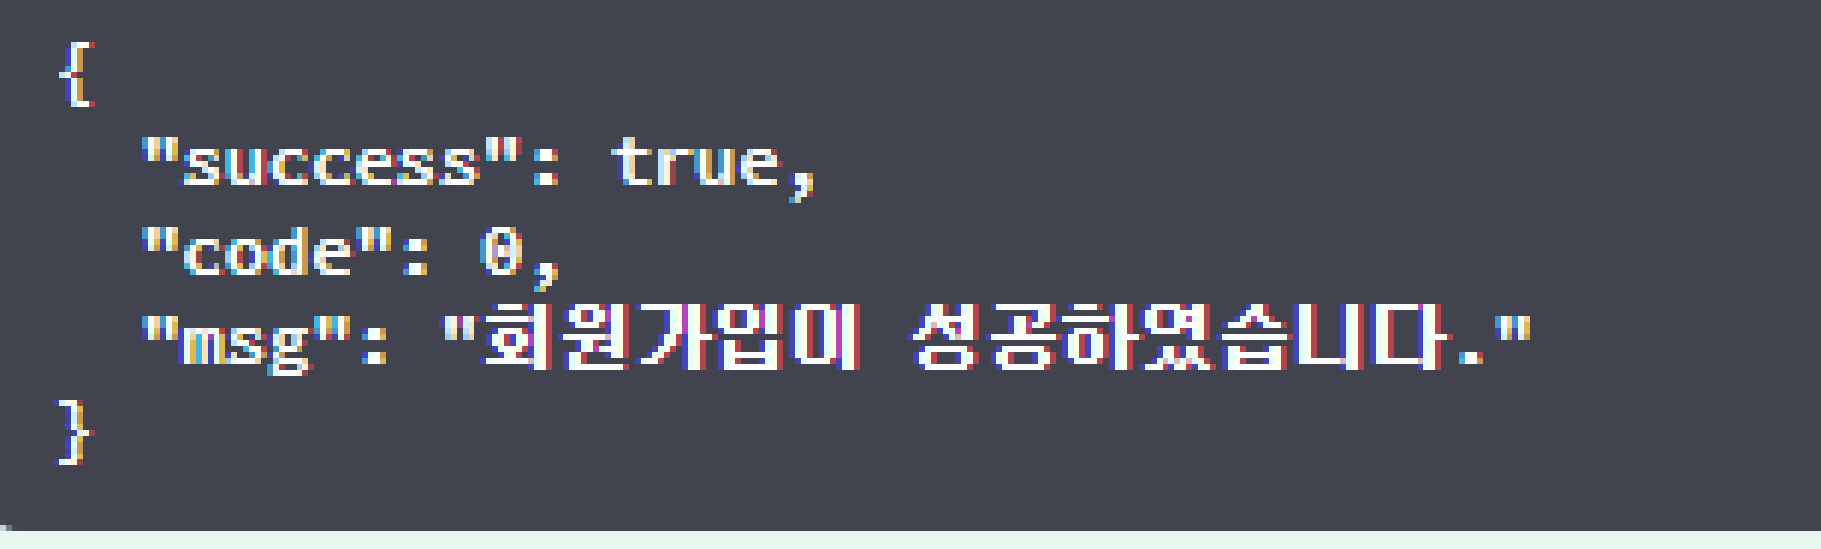 {
"success": true,
"code": 0,
"msg": "회원가입이 성공하였습니다."
}